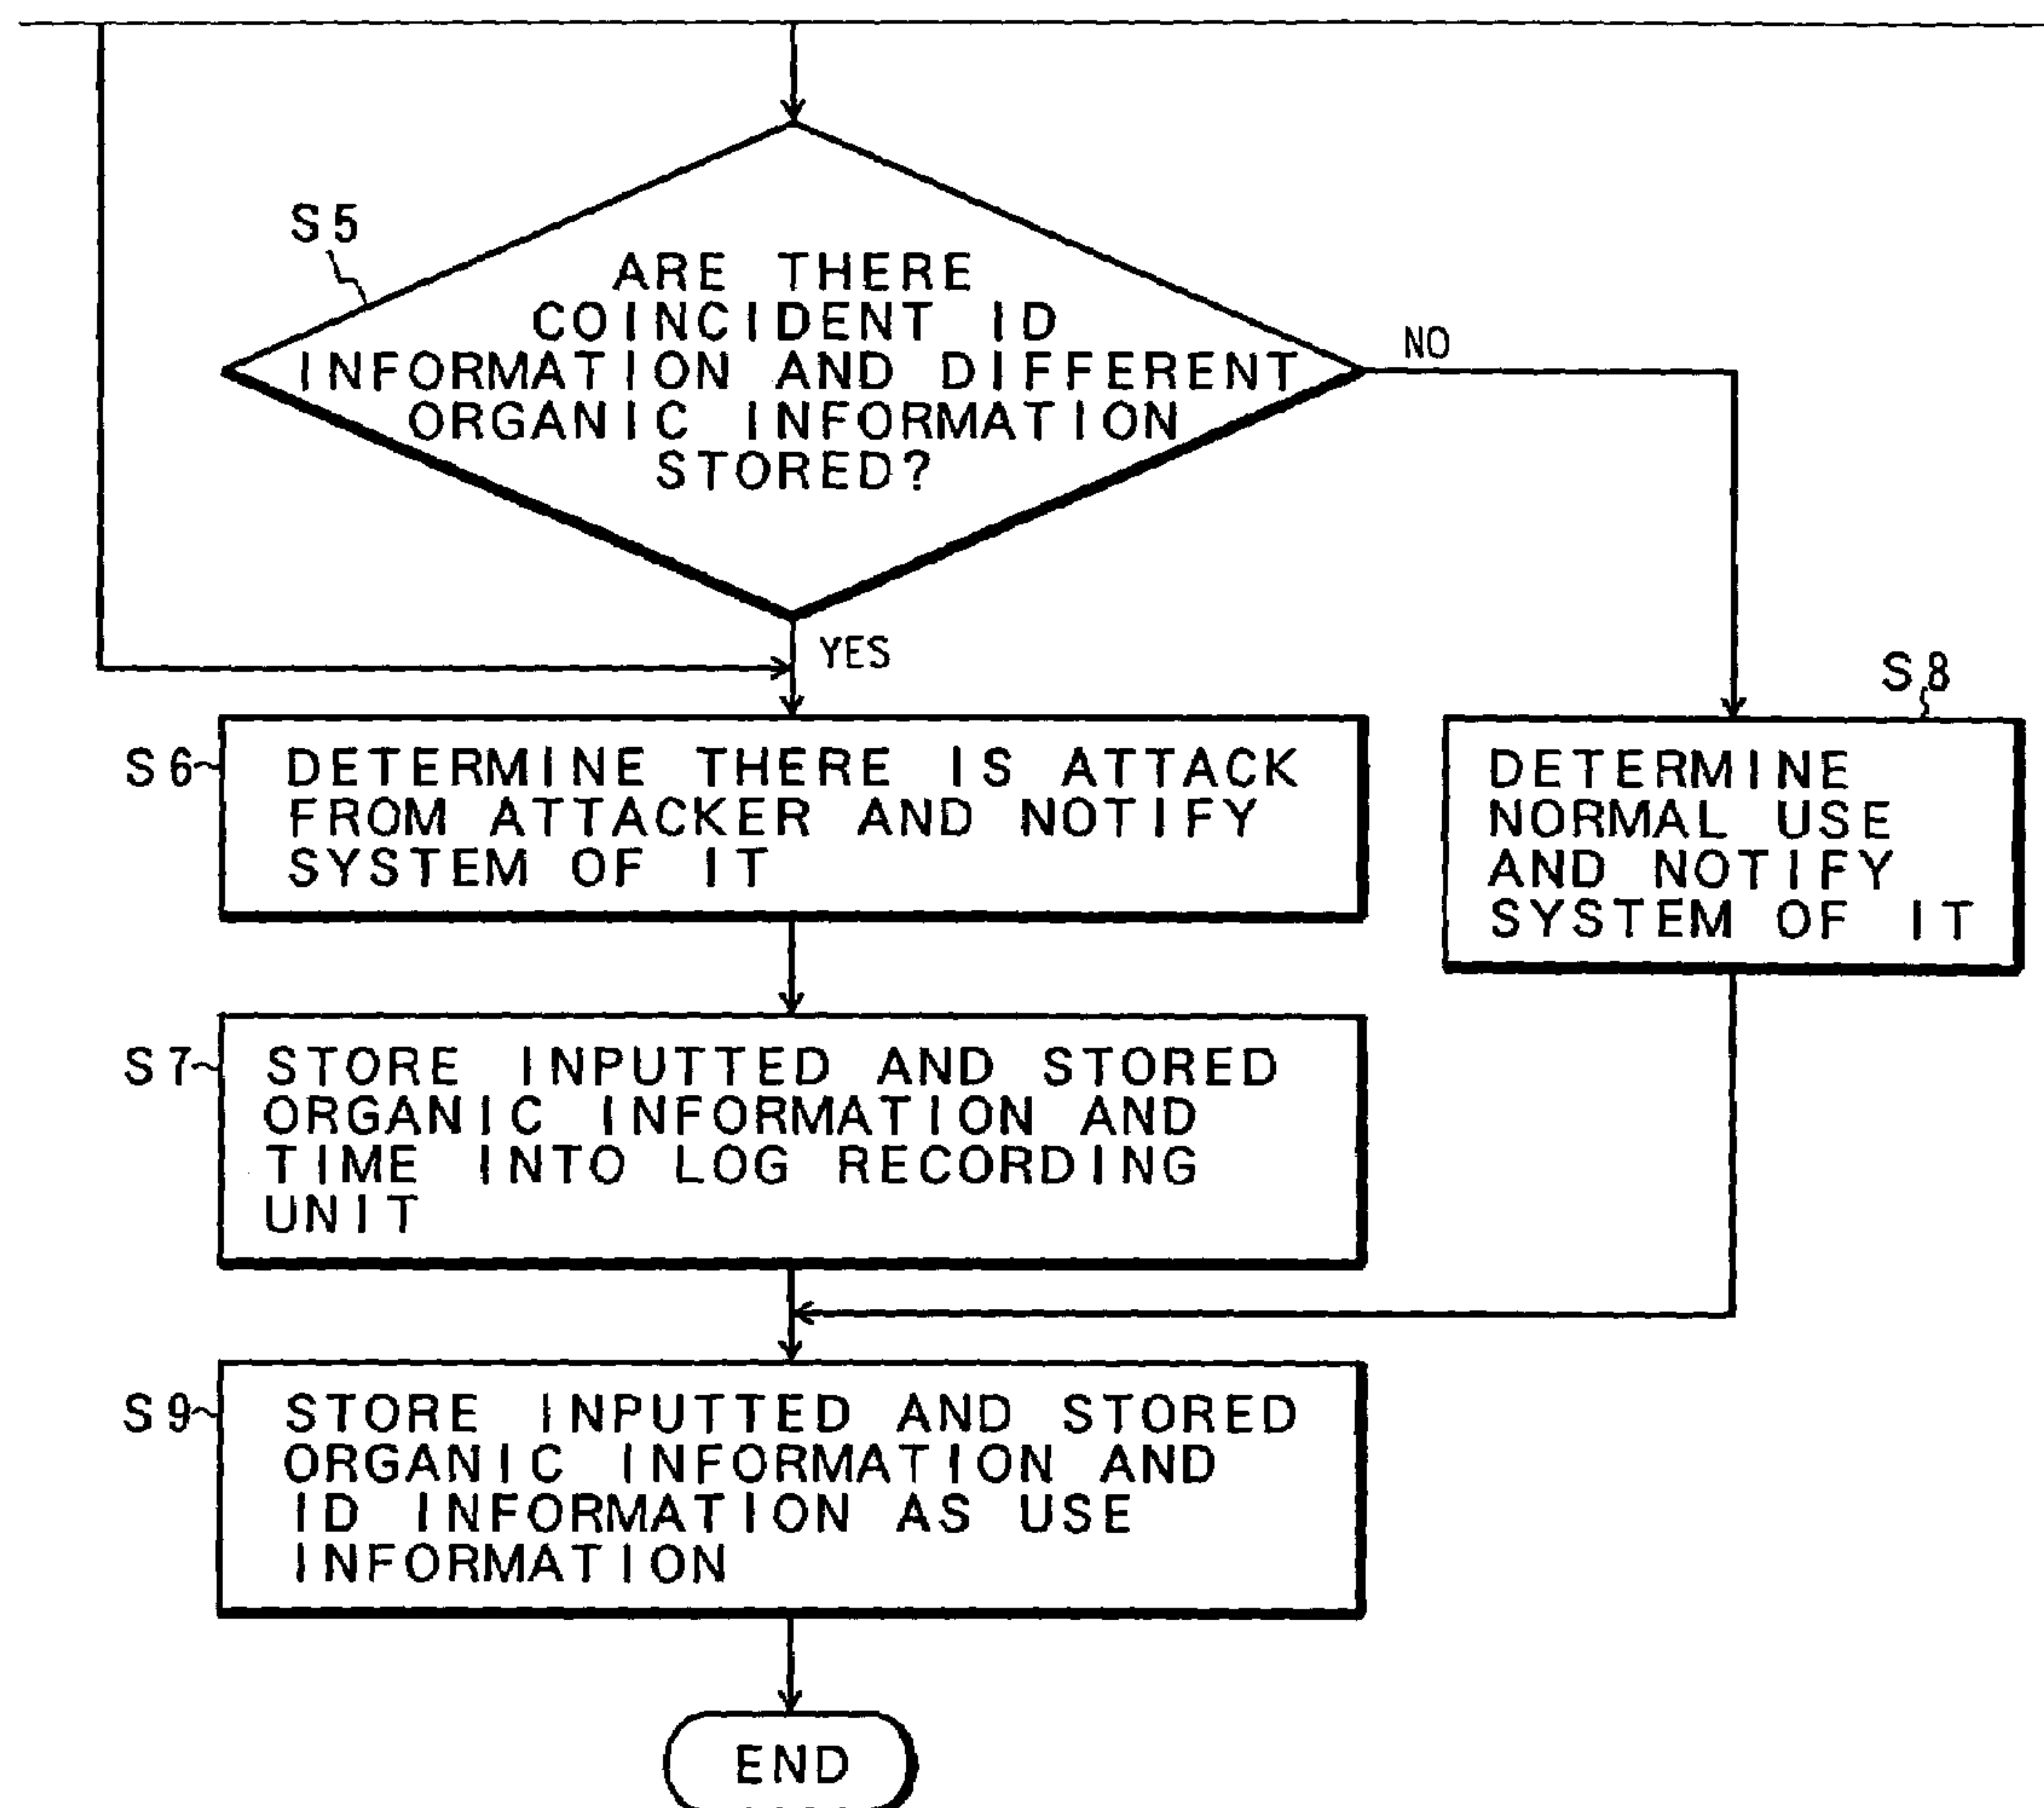 S5
ARE THERE
COINCIDENT ID
INFORMATION AND DIFFERENT
ORGANIC INFORMATION
STORED?
NO
YES
S6
DETERMINE THERE IS ATTACK
FROM ATTACKER AND NOTIFY
SYSTEM OF IT
S8
DETERMINE
NORMAL USE
AND NOTIFY
SYSTEM OF IT
S7
STORE INPUTTED AND STORED
ORGANIC INFORMATION AND
TIME INTO LOG RECORDING
UNIT
S9
STORE INPUTTED AND STORED
ORGANIC INFORMATION AND
ID INFORMATION AS USE
INFORMATION
END